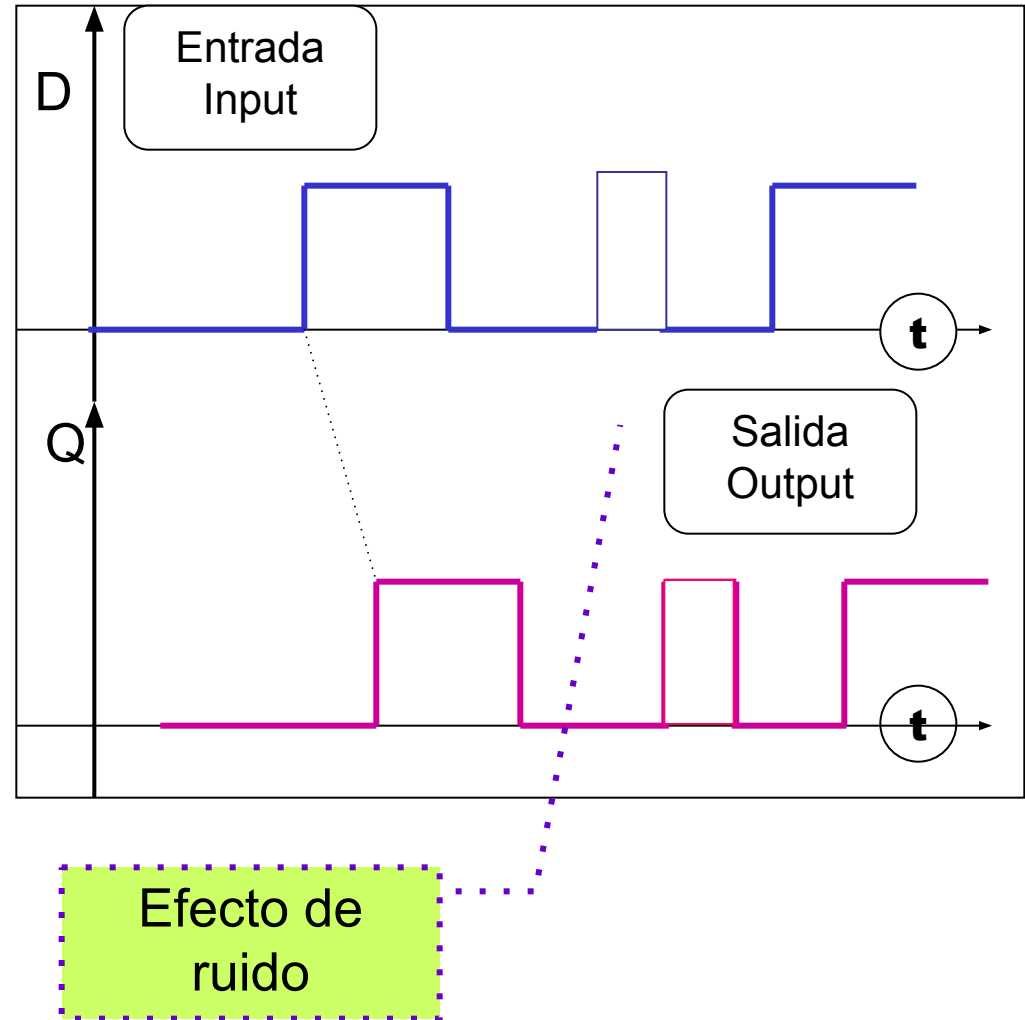 D
Entrada
Input
t
Q
Salida
Output
t
Efecto de
ruido